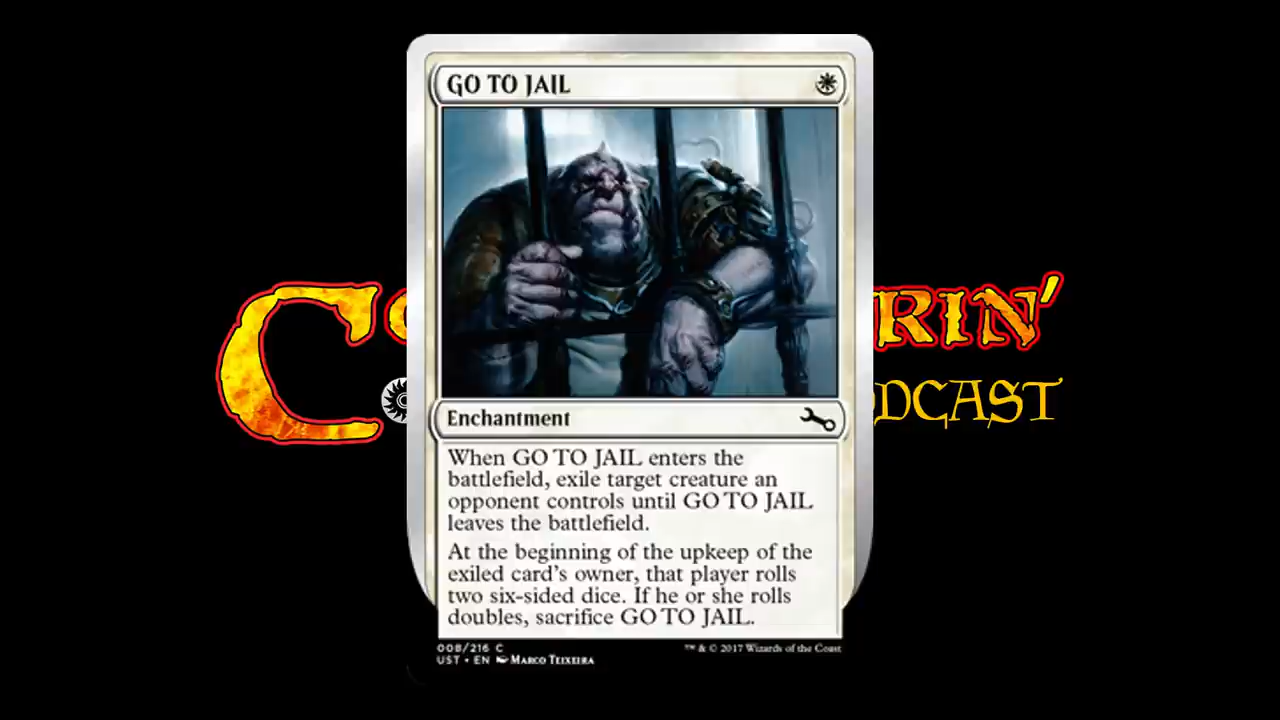 GO TO JAIL
Enchantment
When GO TO JAIL enters the
battlefield, exile target creature an
opponent controls until GO TO JAIL
leaves the battlefield.
At the beginning of the upkeep of the
exiled card's owner, that player rolls
two six-sided dice. If he or she rolls
doubles, sacrifice GO TO JAIL.
008/216 C
™ & © 2017 Wizards of the Coast
UST • EN Marco Teixeira